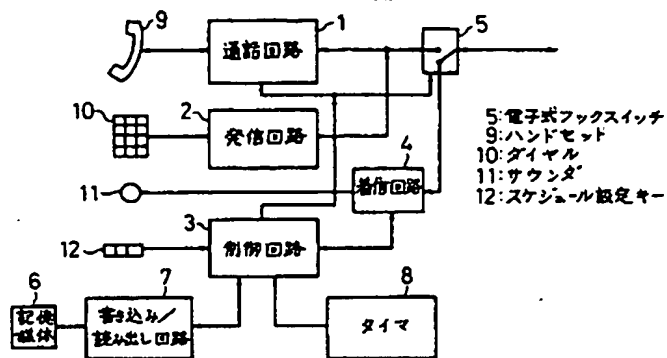 9
1
通話回路
5
10
2
発信回路
4
着信回路
11
12
3
制御回路
6
記憶
媒体
7
書き込み/
読み出し回路
8
タイマ
5:電子式フックスイッチ
9:ハンドセット
10:ダイヤル
11:サウンダ
12:スケジュール設定キー